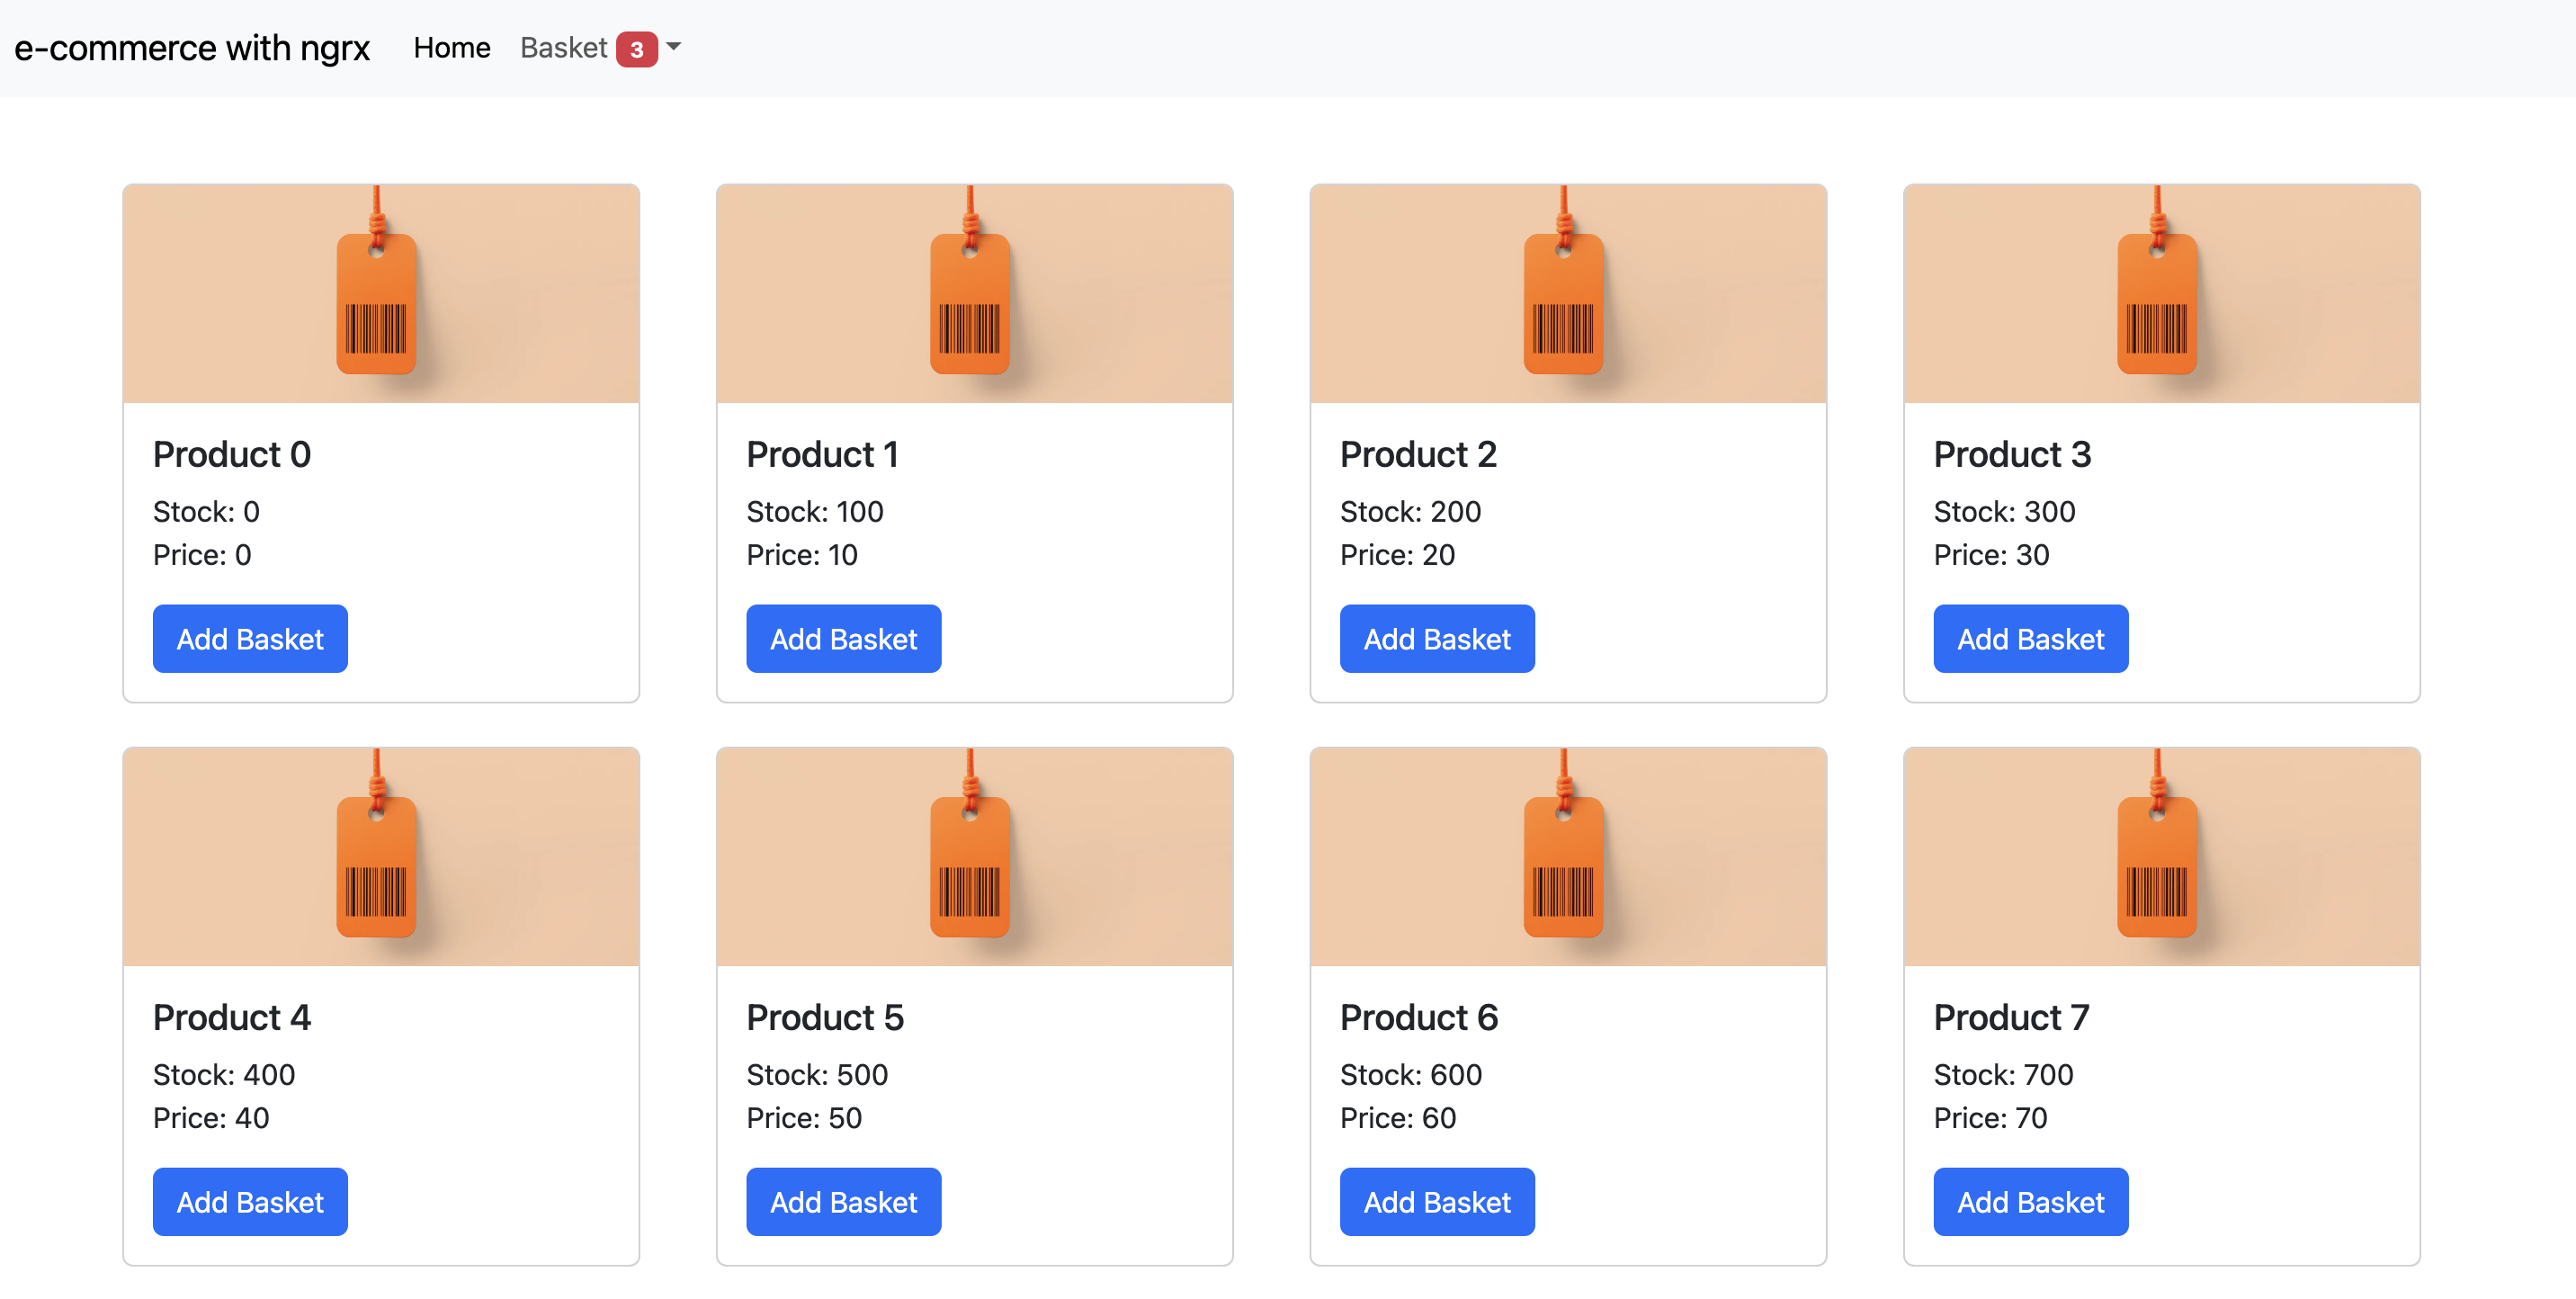 e-commerce with ngrx Home Basket 3
Product 0
Stock: 0
Price: 0
Add Basket
Product 1
Stock: 100
Price: 10
Add Basket
Product 2
Stock: 200
Price: 20
Add Basket
Product 3
Stock: 300
Price: 30
Add Basket
Product 4
Stock: 400
Price: 40
Add Basket
Product 5
Stock: 500
Price: 50
Add Basket
Product 6
Stock: 600
Price: 60
Add Basket
Product 7
Stock: 700
Price: 70
Add Basket